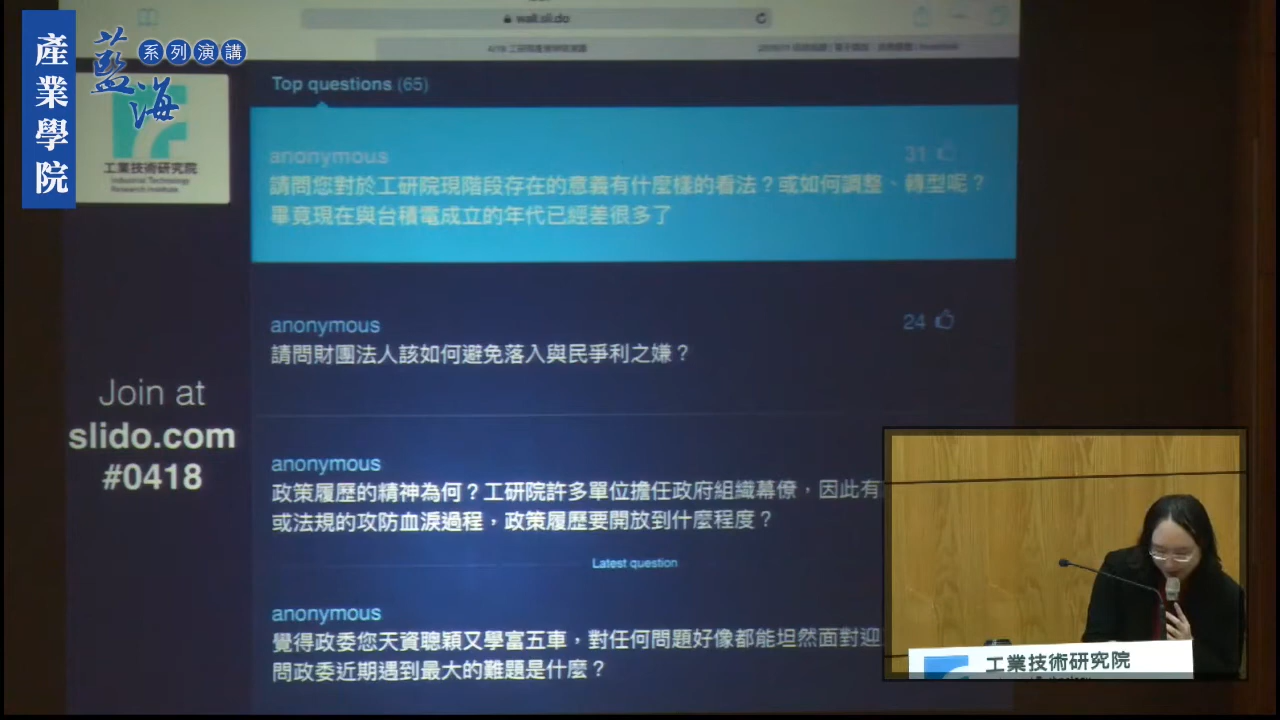 產業學院
藍海
系列演講
wall.sli.do
工業技術研究院
Industrial Technology
Research Institute
Join at
slido.com
#0418
Top questions (65)
anonymous
31
請問您對於工研院現階段存在的意義有什麼樣的看法？或如何調整、轉型呢？
畢竟現在與台積電成立的年代已經差很多了
anonymous
24
請問財團法人該如何避免落入與民爭利之嫌？
anonymous
政策履歷的精神為何？工研院許多單位擔任政府組織幕僚，因此有
或法規的攻防血淚過程，政策履歷要開放到什麼程度？
Latest question
anonymous
覺得政委您天資聰穎又學富五車，對任何問題好像都能坦然面對迎
問政委近期遇到最大的難題是什麼？
工業技術研究院